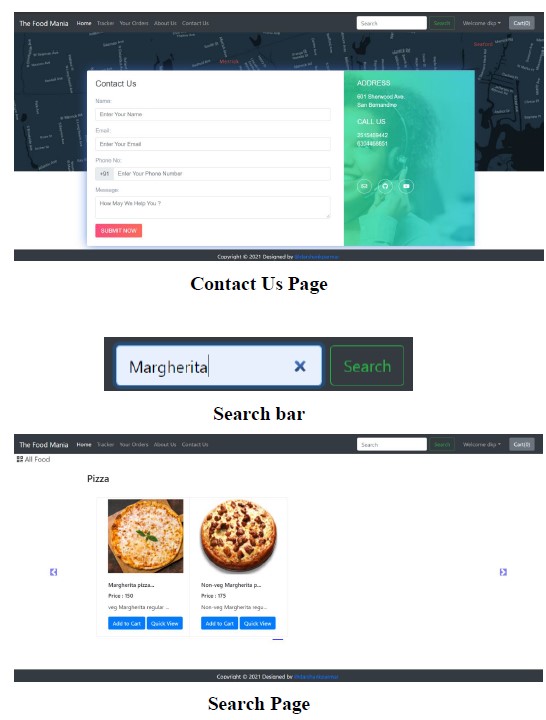 The Food Mania Home Tracker Your Orders About Us Contact Us Search Search Welcome dkp Cart(0)
Contact Us
Name:
Enter Your Name
Email:
Enter Your Email
Phone No:
+91 Enter Your Phone Number
Message:
How May We Help You ?
SUBMIT NOW
ADDRESS
601 Sherwood Ave.
San Bernandino
CALL US
Copyright © 2021 Designed by
Contact Us Page
Margherita Search
Search bar
The Food Mania Home Tracker Your Orders About Us Contact Us Search Search Welcome dkp Cart(0)
All Food
Pizza
Margherita pizza... Non-veg Margherita p...
Price : 150 Price : 175
veg Margherita regular ... Non-veg Margherita regu...
Add to Cart Quick View Add to Cart Quick View
Copyright © 2021 Designed by
Search Page